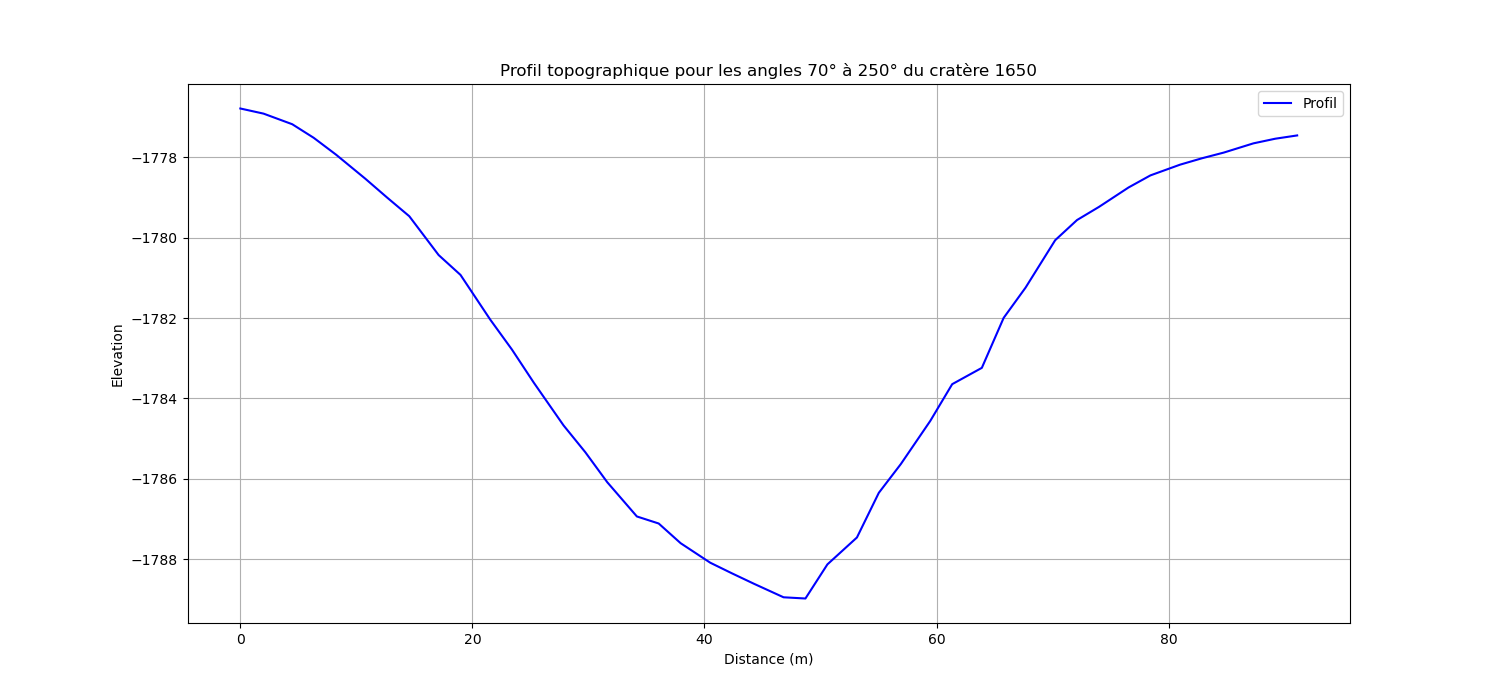 Profil topographique pour les angles 70° à 250° du cratère 1650
Profil
−1778
−1780
−1782
−1784
−1786
−1788
Elevation
0 20 40 60 80
Distance (m)